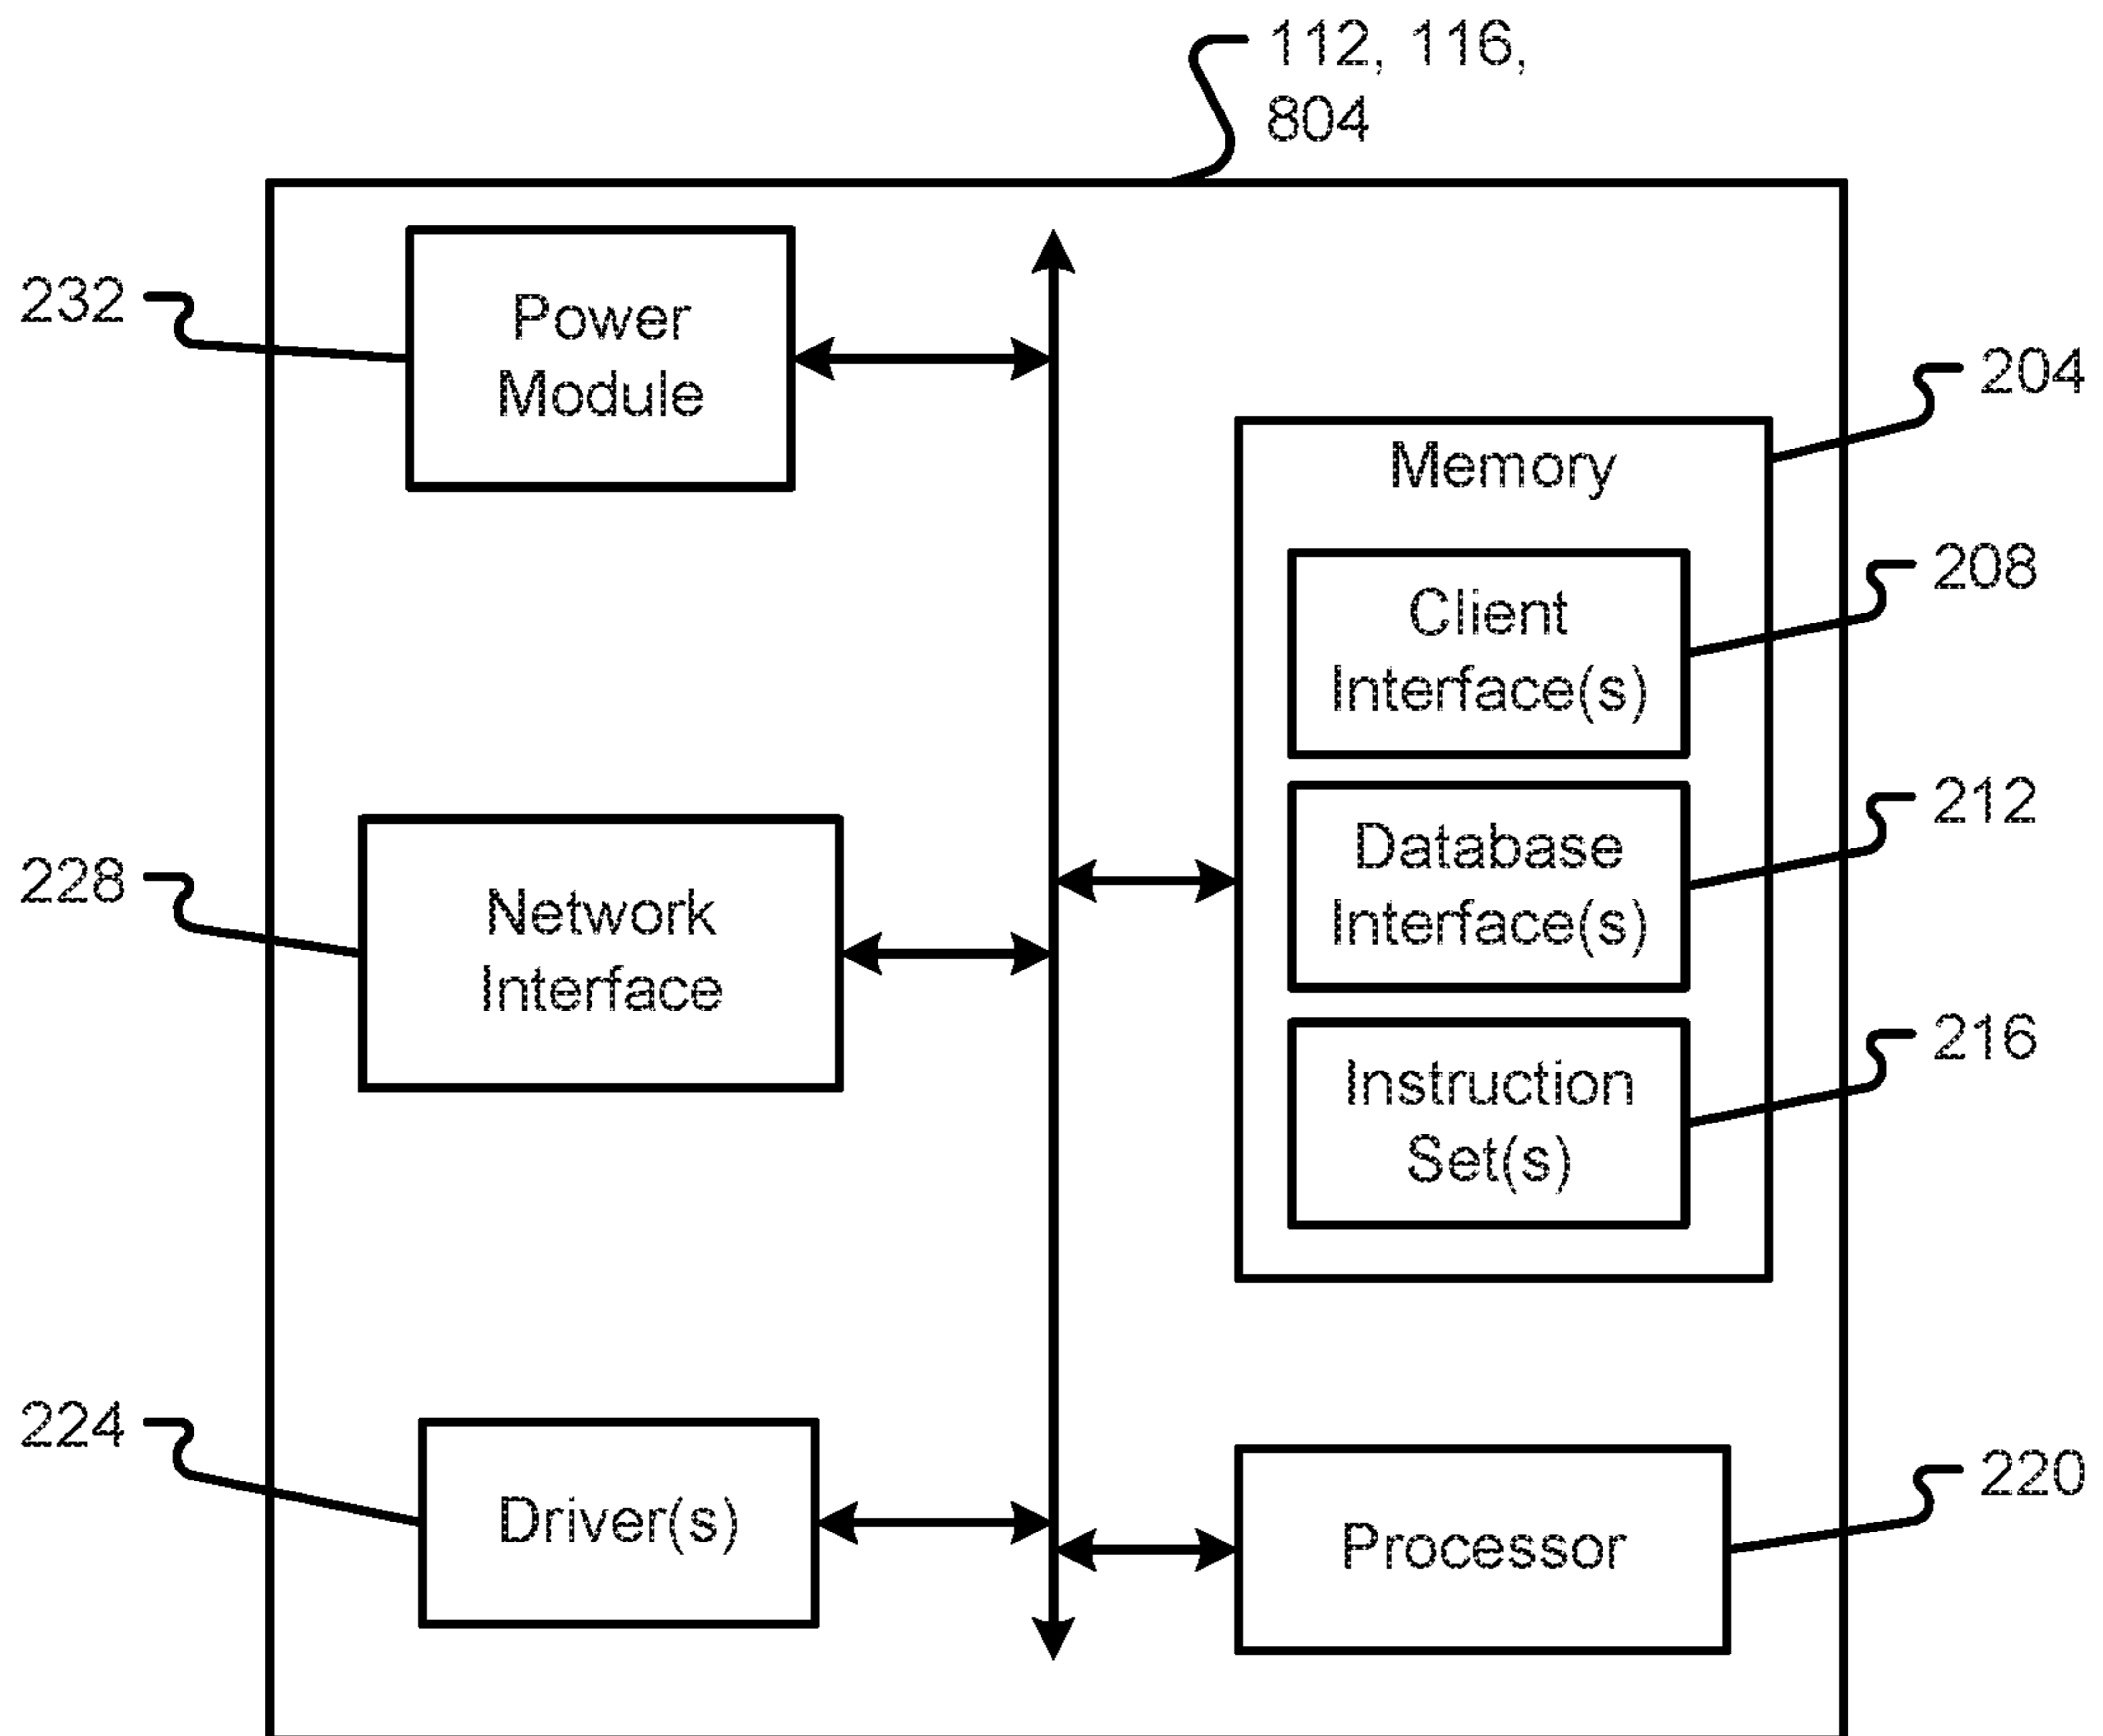 112, 116,
804
232
Power
Module
204
Memory
208
Client
Interface(s)
212
Database
Interface(s)
228
Network
Interface
216
Instruction
Set(s)
224
Driver(s)
220
Processor